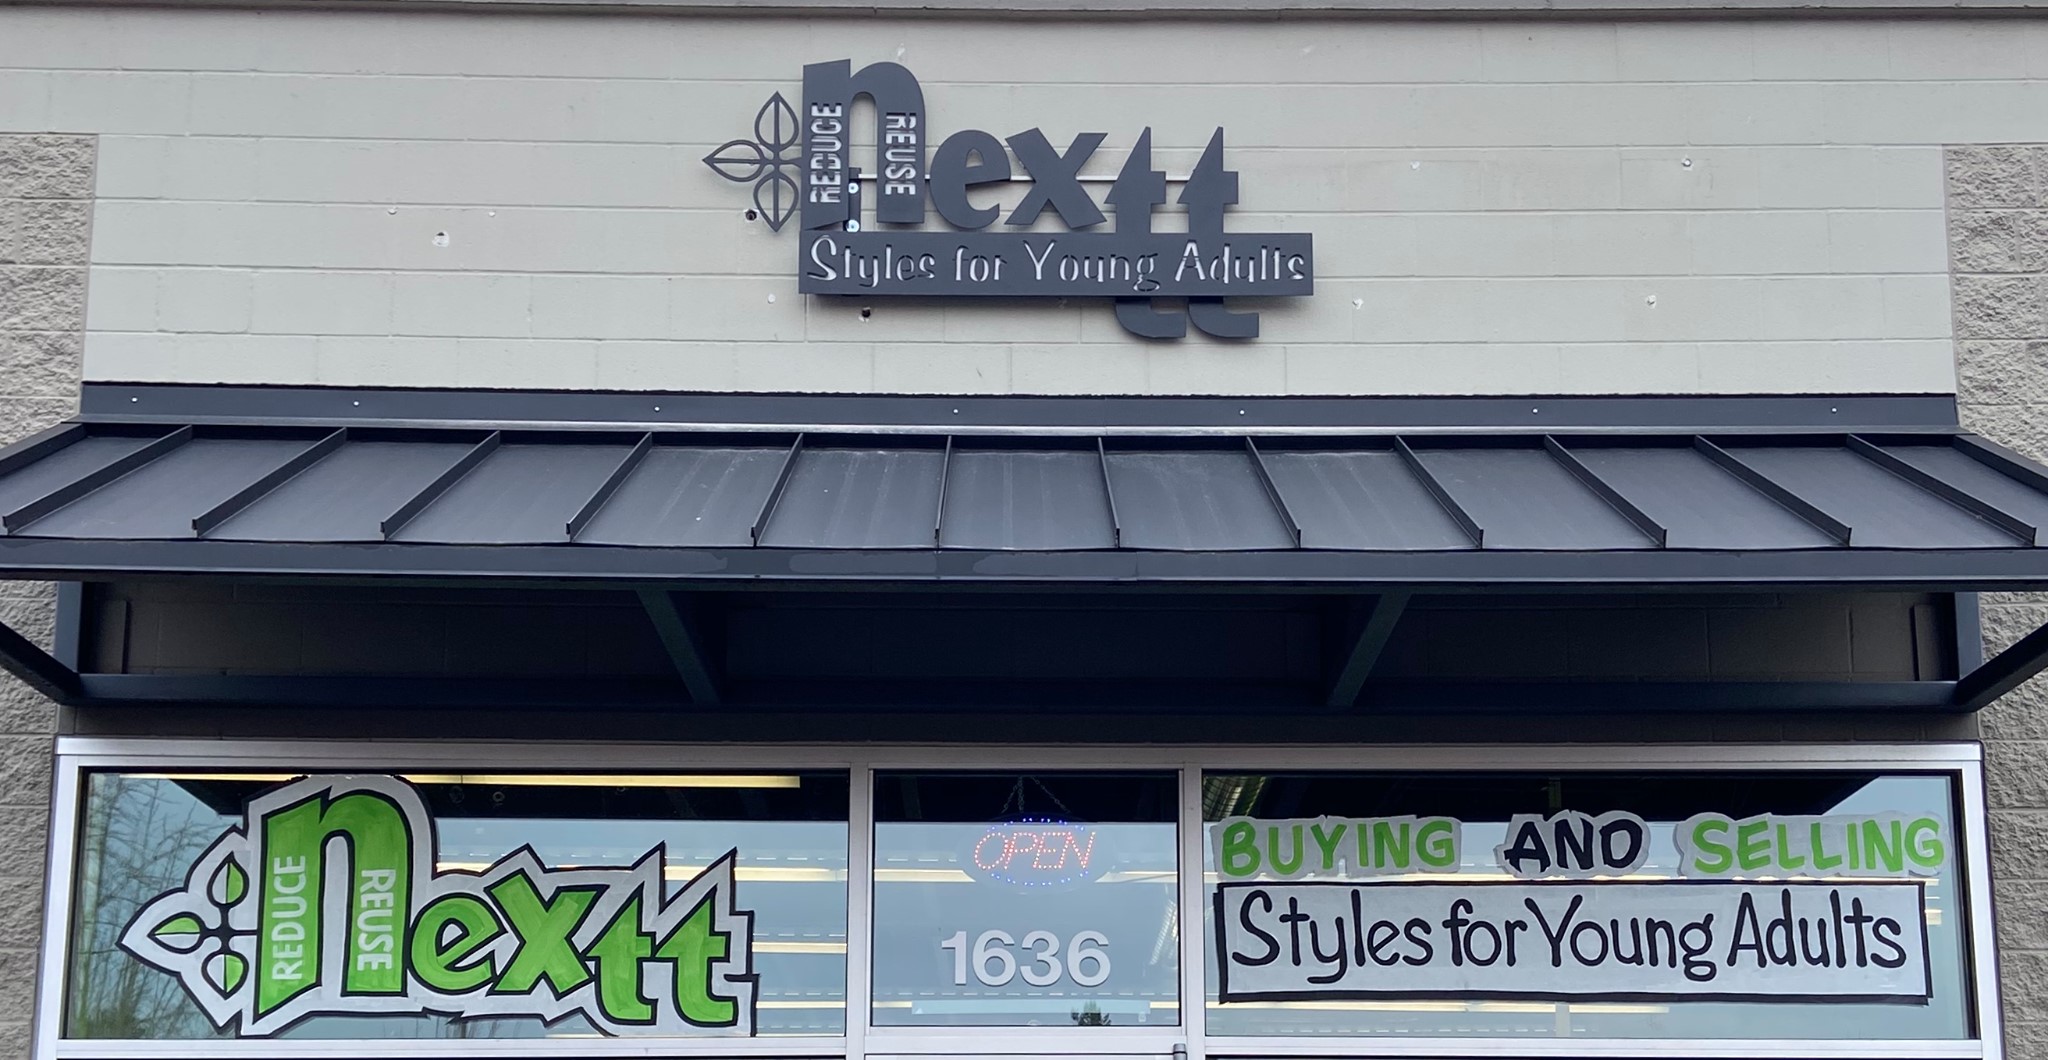 REDUCE REUSE
nextt
Styles for Young Adults
REDUCE REUSE
nextt
OPEN
1636
BUYING AND SELLING
Styles for Young Adults